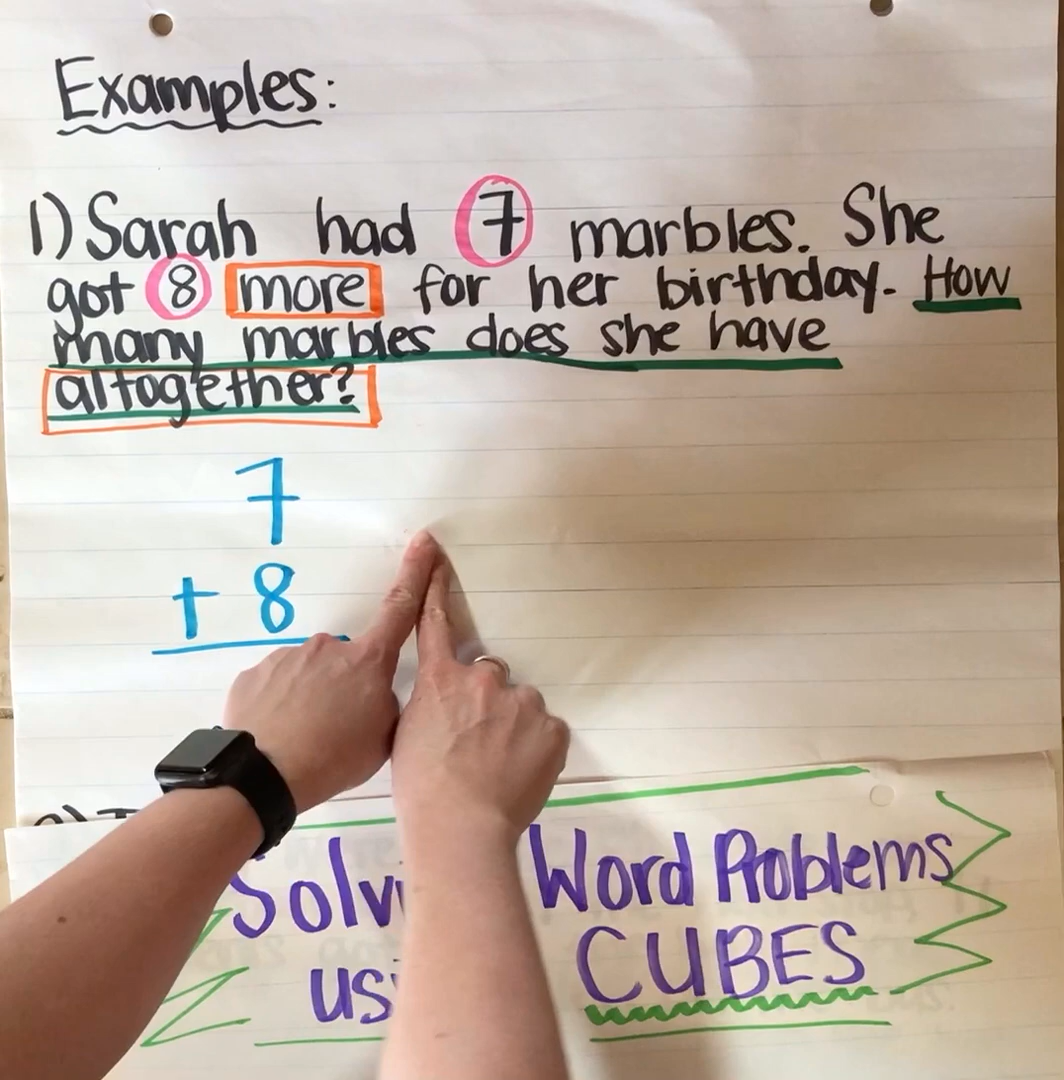 Examples:
1) Sarah had 7 marbles. She
got 8 more for her birthday. How
many marbles does she have
altogether?
7
+ 8
Word Problems
CUBES